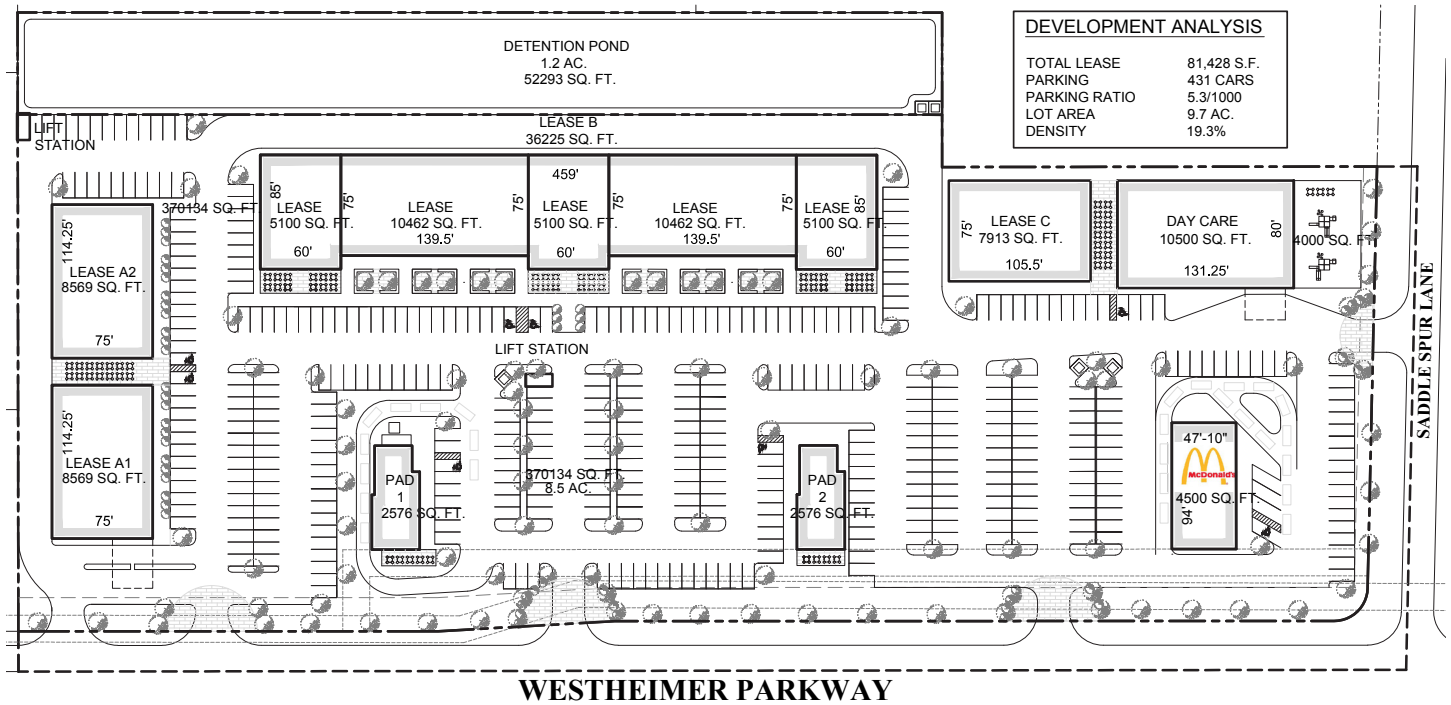 DETENTION POND
1.2 AC.
52293 SQ. FT.
DEVELOPMENT ANALYSIS
TOTAL LEASE 81,428 S.F.
PARKING 431 CARS
PARKING RATIO 5.3/1000
LOT AREA 9.7 AC.
DENSITY 19.3%
LIFT
STATION
LEASE B
36225 SQ. FT.
370134 SQ. FT.
85'
LEASE
5100 SQ. FT.
60'
75'
LEASE
10462 SQ. FT.
139.5'
75'
459'
LEASE
5100 SQ. FT.
60'
75'
LEASE
10462 SQ. FT.
139.5'
75'
LEASE
5100 SQ. FT.
60'
85'
75'
LEASE C
7913 SQ. FT.
105.5'
DAY CARE
10500 SQ. FT.
131.25'
80'
4000 SQ. FT.
114.25'
LEASE A2
8569 SQ. FT.
75'
114.25'
LEASE A1
8569 SQ. FT.
75'
LIFT STATION
PAD
1
2576 SQ. FT.
370134 SQ. FT.
8.5 AC.
PAD
2
2576 SQ. FT.
47'-10"
McDonald's
4500 SQ. FT.
94'
SADDLE SPUR LANE
WESTHEIMER PARKWAY